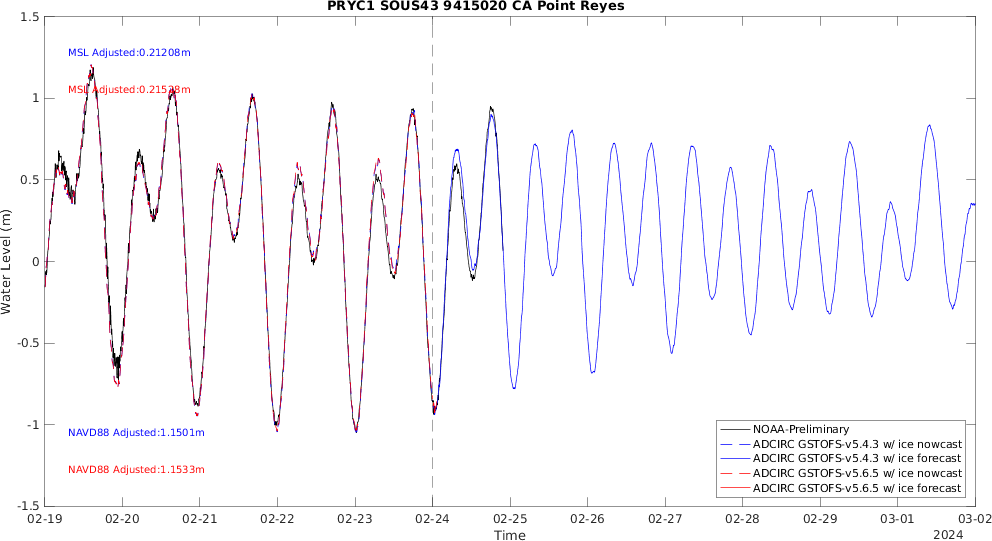 PRYC1 SOUS43 9415020 CA Point Reyes
1.5
1
0.5
0
-0.5
-1
-1.5
Water Level (m)
MSL Adjusted:0.21208m
MSL Adjusted:0.21528m
NAVD88 Adjusted:1.1501m
NAVD88 Adjusted:1.1533m
NOAA-Preliminary
ADCIRC GSTOFS-v5.4.3 w/ ice nowcast
ADCIRC GSTOFS-v5.4.3 w/ ice forecast
ADCIRC GSTOFS-v5.6.5 w/ ice nowcast
ADCIRC GSTOFS-v5.6.5 w/ ice forecast
02-19 02-20 02-21 02-22 02-23 02-24 02-25 02-26 02-27 02-28 02-29 03-01 03-02
Time
2024